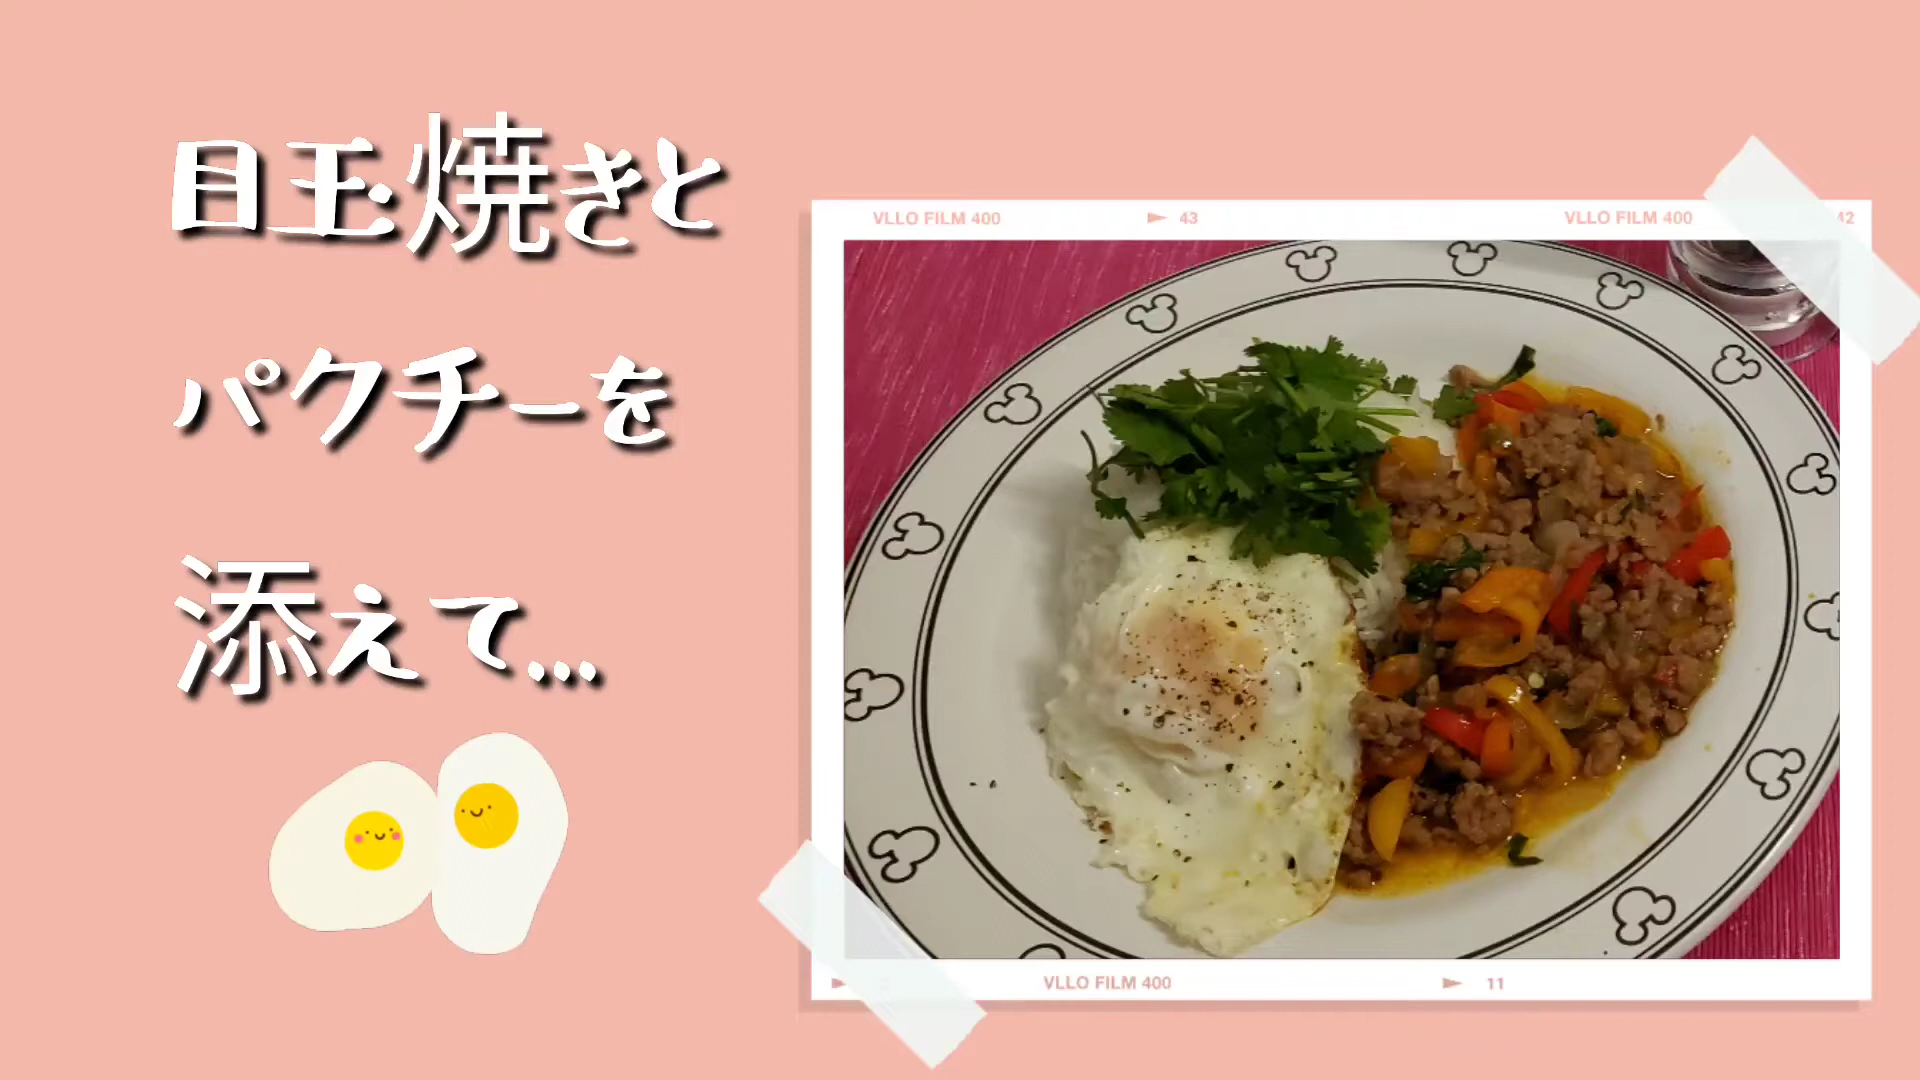 目玉焼きと
パクチーを
添えて...
VLLO FILM 400 ► 43 VLLO FILM 400 42
► VLLO FILM 400 ► 11